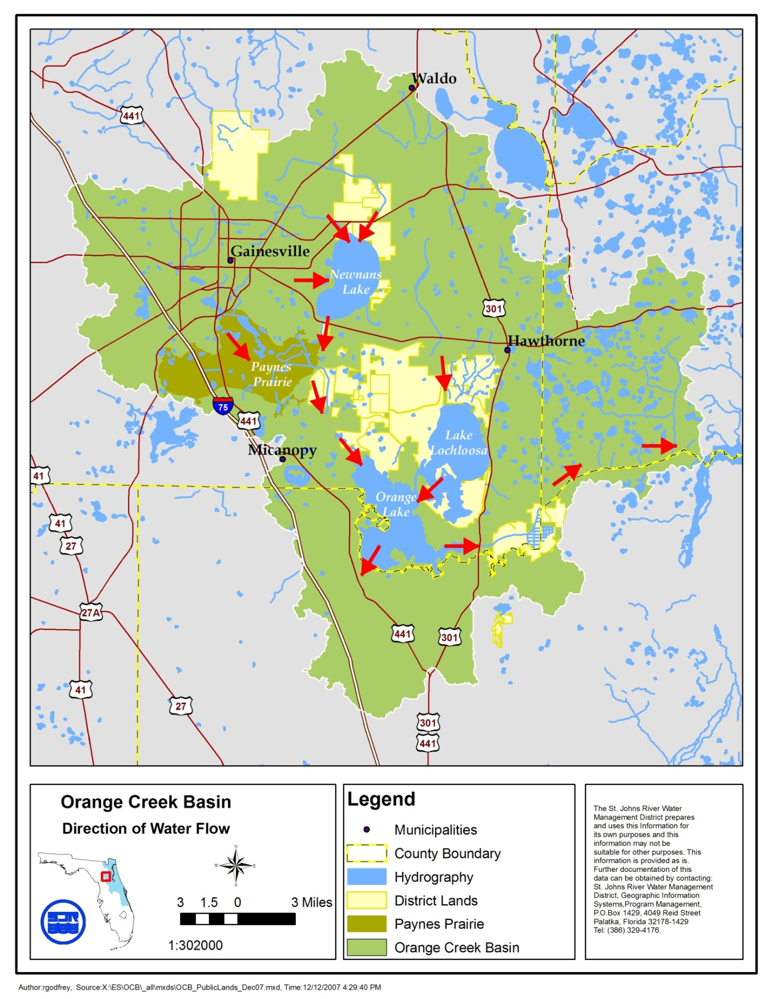 Waldo
441
Gainesville
Newnans
Lake
301
Hawthorne
Paynes
Prairie
75
441
Micanopy
Lake
Lochloosa
41
Orange
Lake
41
27
27A
441
301
41
27
301
441
Orange Creek Basin
Direction of Water Flow
N
W
E
S
3 1.5 0 3 Miles
1:302000
SJR
Legend
Municipalities
County Boundary
Hydrography
District Lands
Paynes Prairie
Orange Creek Basin
The St. Johns River Water
Management District prepares
and uses this Information for
its own purposes and this
information may not be
suitable for other purposes. This
information is provided as is.
Further documentation of this
data can be obtained by contacting:
St. Johns River Water Management
District, Geographic Information
Systems,Program Management,
P.O.Box 1429, 4049 Reid Street
Palatka, Florida 32178-1429
Tel: (386) 329-4176.
Author:rgodfrey, Source:X:\ES\OCB\_all\mxds\OCB_PublicLands_Dec07.mxd, Time:12/12/2007 4:29:40 PM